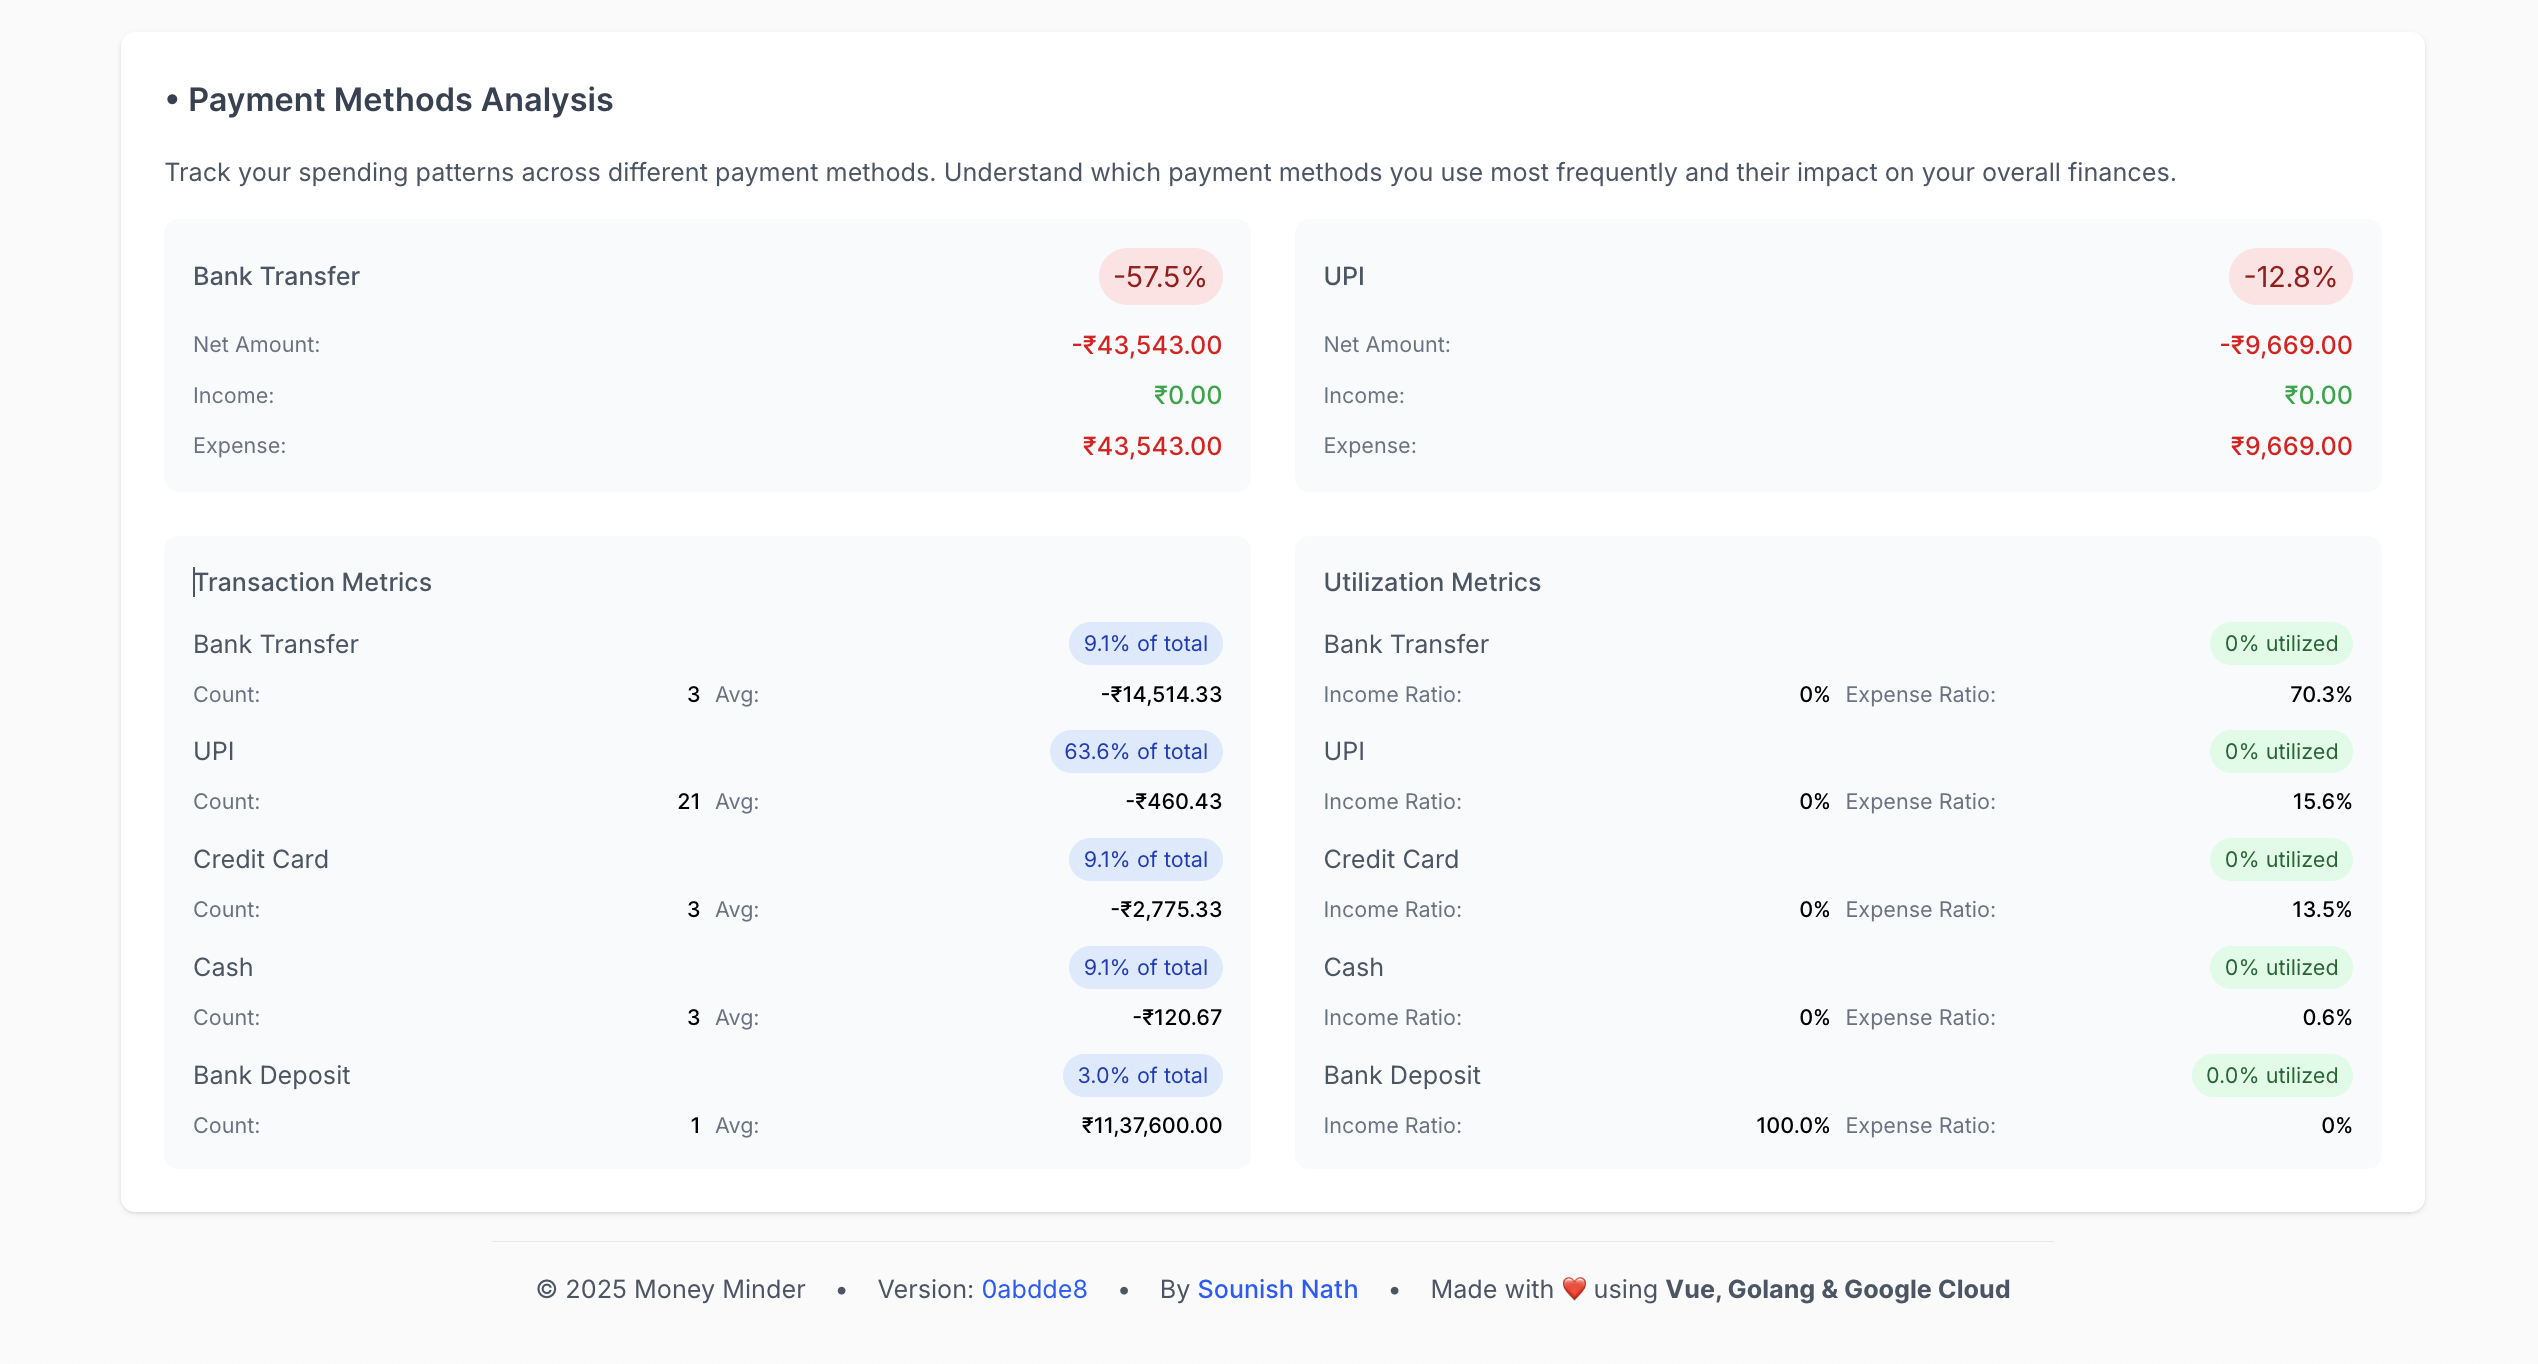 • Payment Methods Analysis
Track your spending patterns across different payment methods. Understand which payment methods you use most frequently and their impact on your overall finances.
Bank Transfer -57.5%
Net Amount: -₹43,543.00
Income: ₹0.00
Expense: ₹43,543.00
UPI -12.8%
Net Amount: -₹9,669.00
Income: ₹0.00
Expense: ₹9,669.00
Transaction Metrics
Bank Transfer 9.1% of total
Count: 3 Avg: -₹14,514.33
UPI 63.6% of total
Count: 21 Avg: -₹460.43
Credit Card 9.1% of total
Count: 3 Avg: -₹2,775.33
Cash 9.1% of total
Count: 3 Avg: -₹120.67
Bank Deposit 3.0% of total
Count: 1 Avg: ₹11,37,600.00
Utilization Metrics
Bank Transfer 0% utilized
Income Ratio: 0% Expense Ratio: 70.3%
UPI 0% utilized
Income Ratio: 0% Expense Ratio: 15.6%
Credit Card 0% utilized
Income Ratio: 0% Expense Ratio: 13.5%
Cash 0% utilized
Income Ratio: 0% Expense Ratio: 0.6%
Bank Deposit 0.0% utilized
Income Ratio: 100.0% Expense Ratio: 0%
© 2025 Money Minder • Version: 0abdde8 • By Sounish Nath • Made with ❤️ using Vue, Golang & Google Cloud